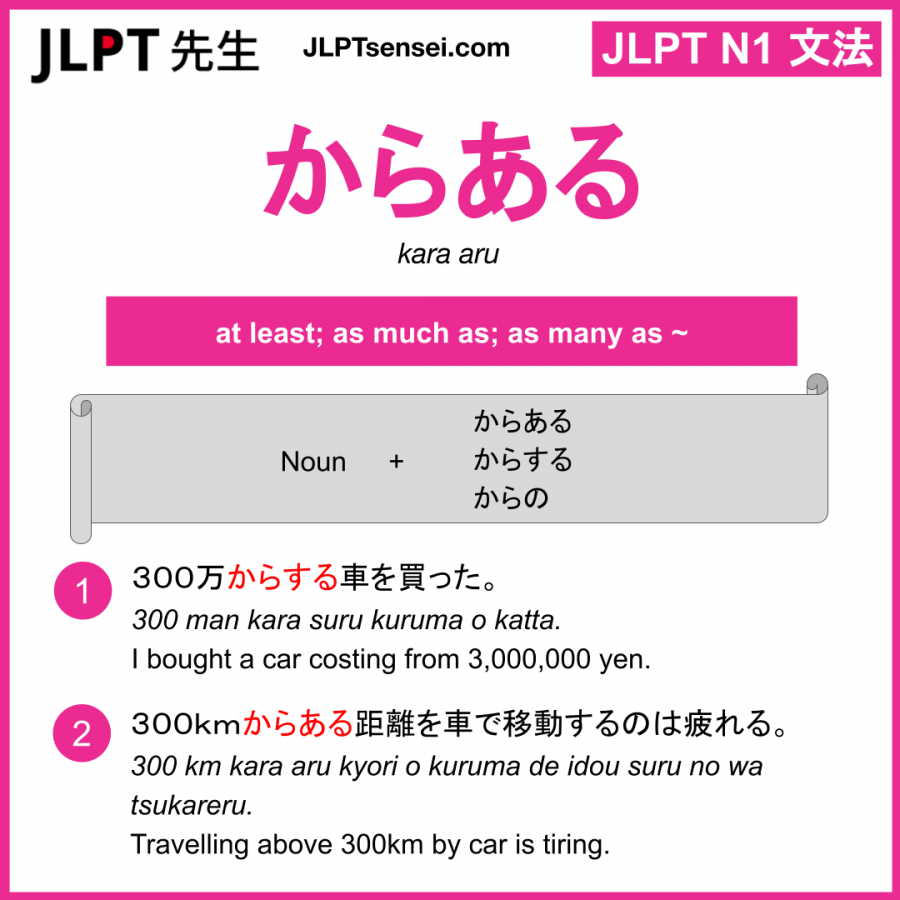 JLPT 先生
JLPTsensei.com
JLPT N1 文法
からある
kara aru
at least; as much as; as many as ~
Noun + からある
からする
からの
1 ３００万からする車を買った。
300 man kara suru kuruma o katta.
I bought a car costing from 3,000,000 yen.
2 ３００ｋｍからある距離を車で移動するのは疲れる。
300 km kara aru kyori o kuruma de idou suru no wa
tsukareru.
Travelling above 300km by car is tiring.